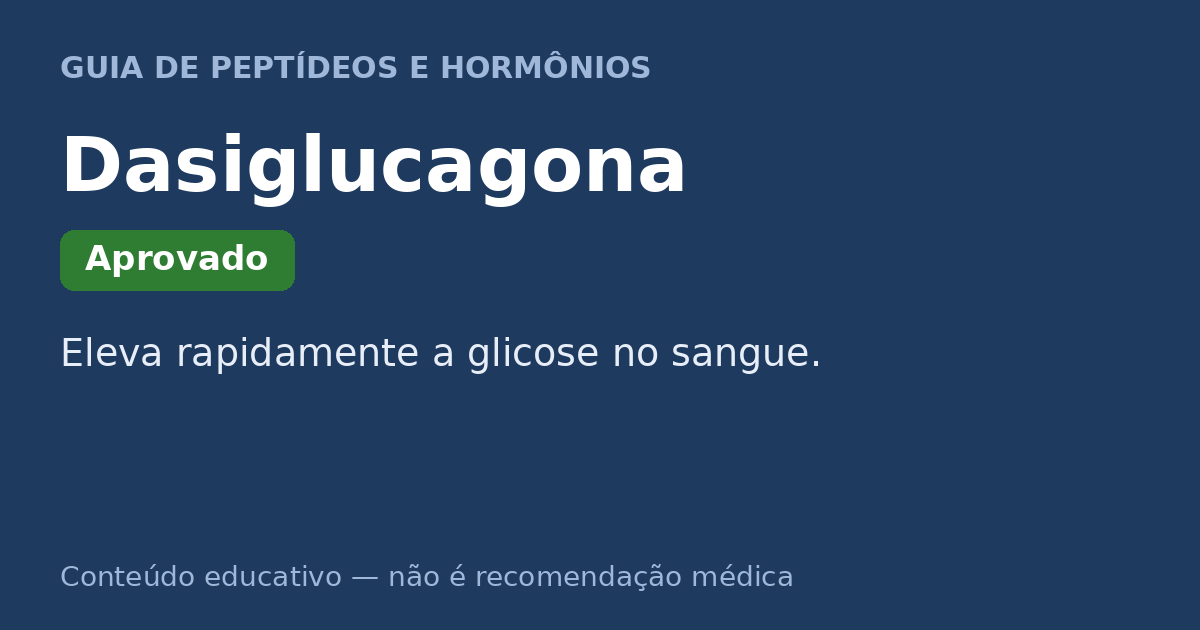 GUIA DE PEPTÍDEOS E HORMÔNIOS
Dasiglucagona
Aprovado
Eleva rapidamente a glicose no sangue.
Conteúdo educativo — não é recomendação médica